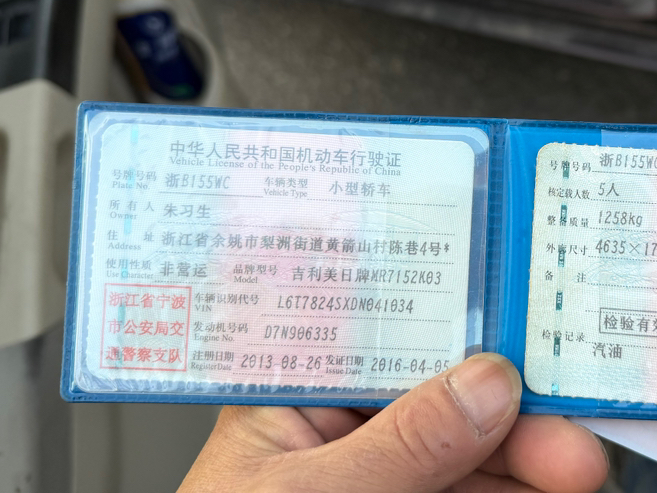 中华人民共和国机动车行驶证
Vehicle License of the People's Republic of China
号牌号码 浙B155WC 车辆类型 小型轿车
Plate No. Vehicle Type
所有人 朱习生
Owner
住址 浙江省余姚市梨洲街道黄箭山村陈巷4号*
Address
使用性质 非营运 品牌型号 吉利美日牌MR7152K03
Use Character Model
浙江省宁波
市公安局交
通警察支队
车辆识别代号 L6T7824SXDN041034
VIN
发动机号码 D7N906335
Engine No.
注册日期 2013-08-26 发证日期 2016-04-05
Register Date Issue Date
号牌号码 浙B155WC
核定载人数 5人
整备质量 1258kg
外廓尺寸 4635×17
备注
检验有效
检验记录
汽油